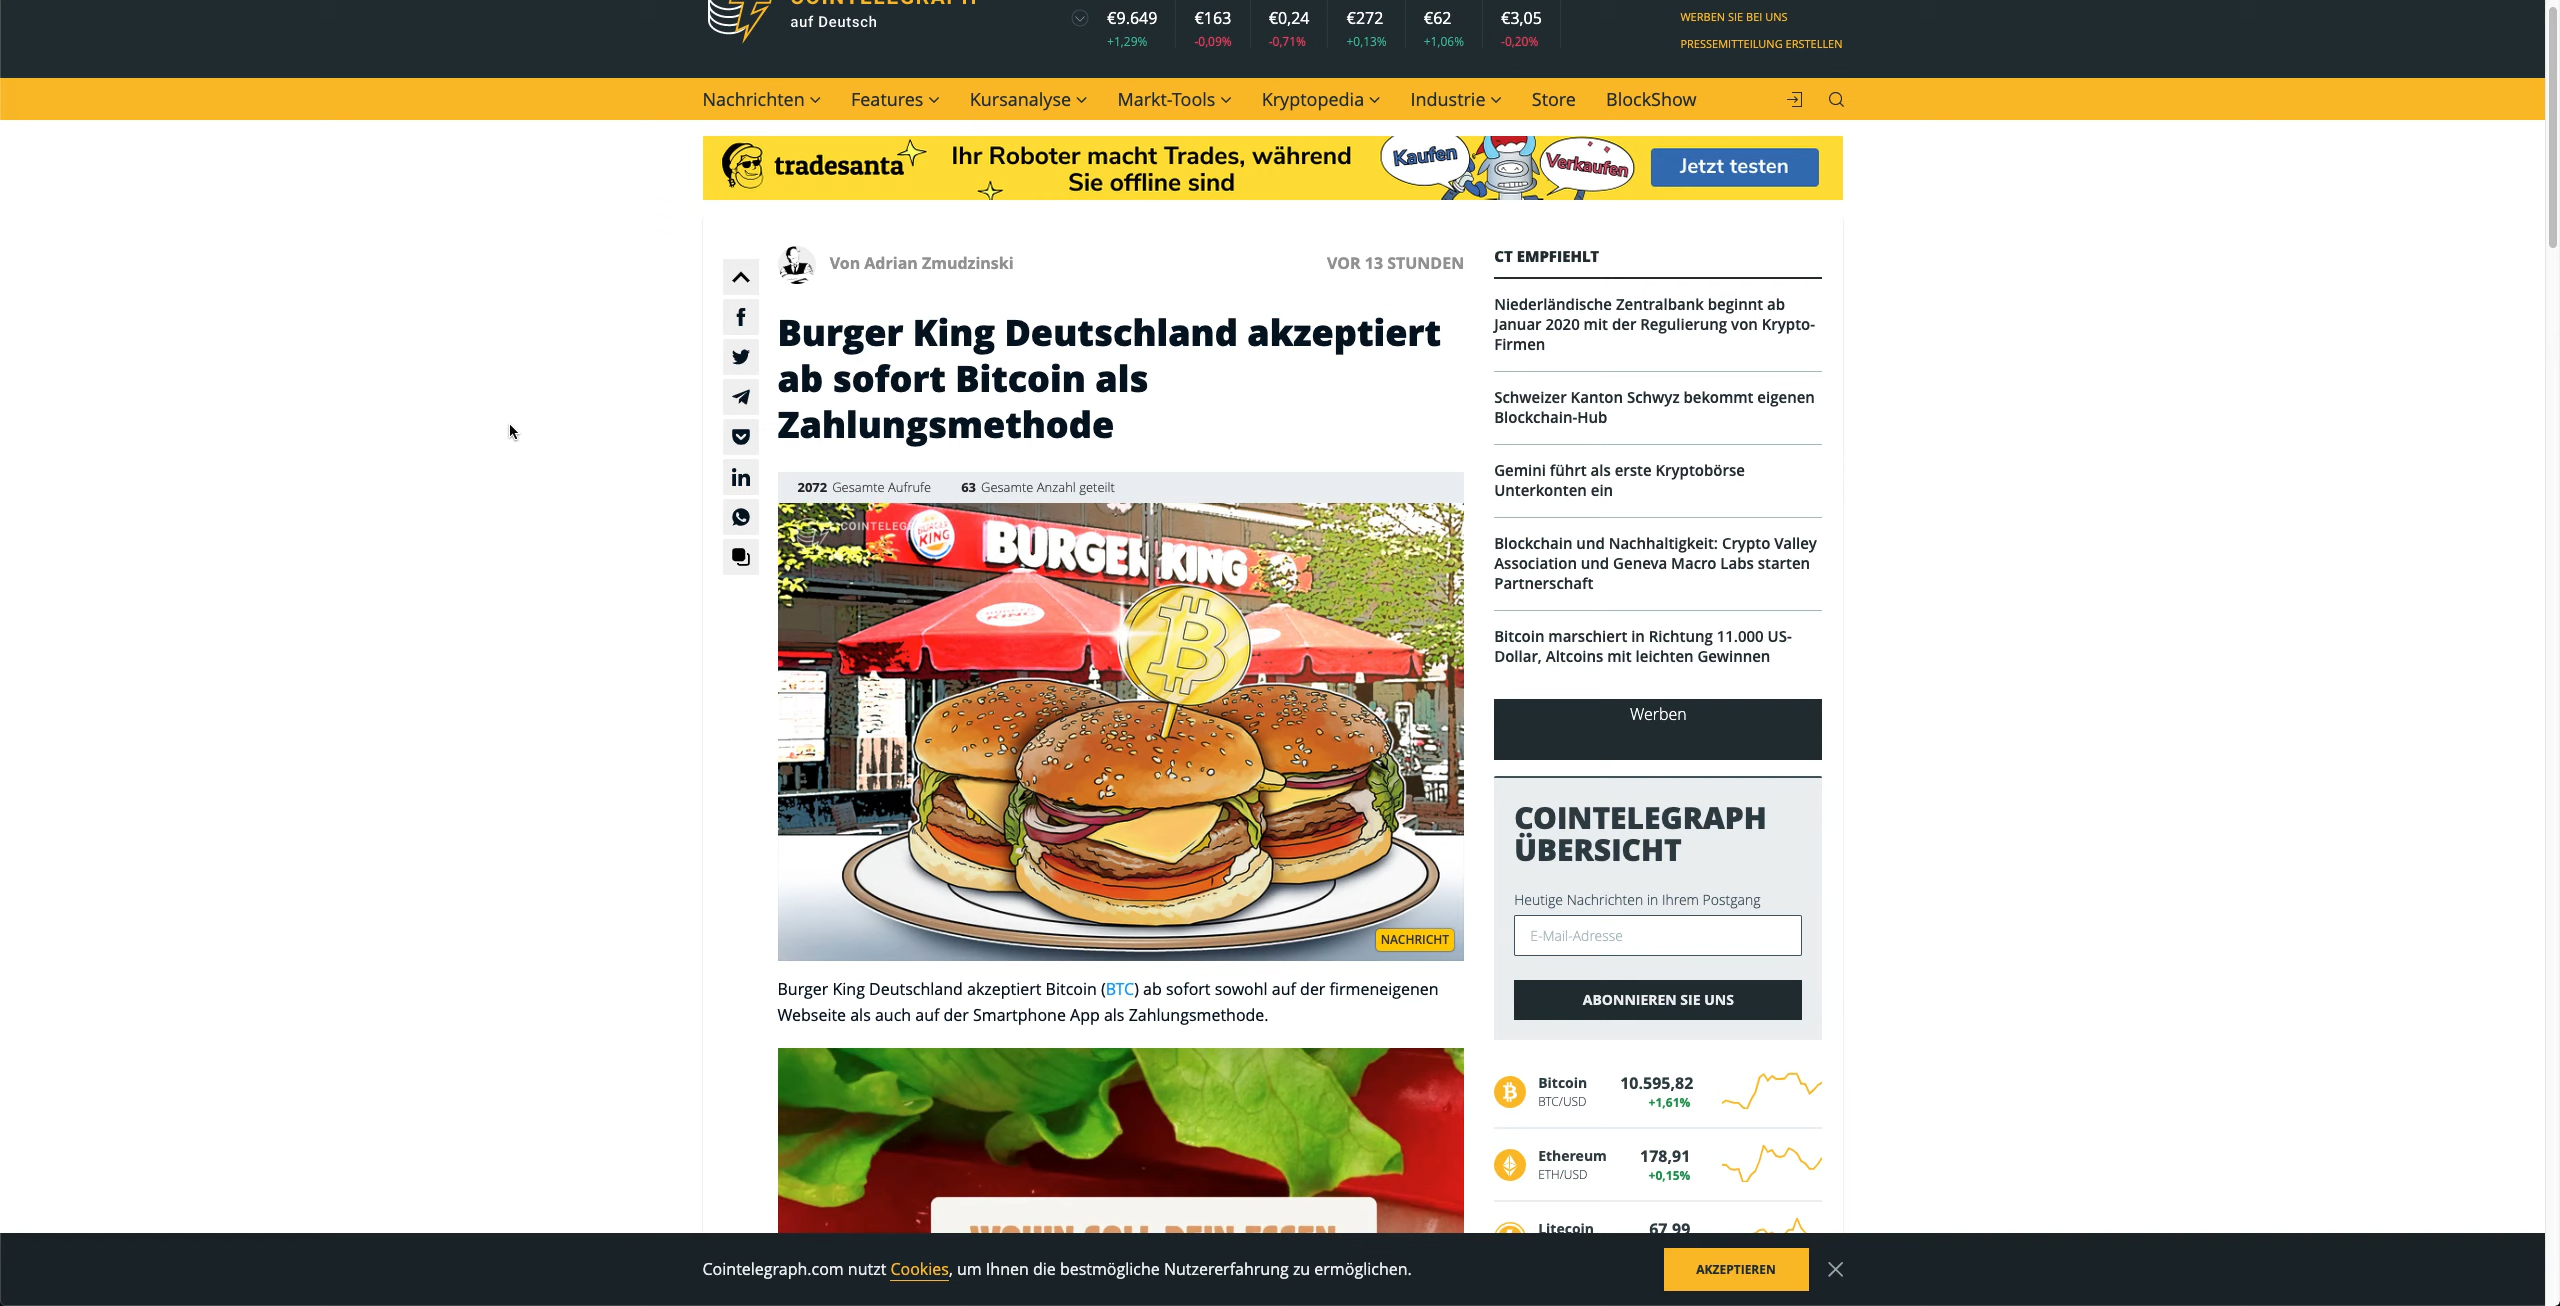 auf Deutsch
€9.649 €163 €0,24 €272 €62 €3,05
+1,29% -0,09% -0,71% +0,13% +1,06% -0,20%
WERBEN SIE BEI UNS
PRESSEMITTEILUNG ERSTELLEN
Nachrichten Features Kursanalyse Markt-Tools Kryptopedia Industrie Store BlockShow
tradesanta
Ihr Roboter macht Trades, während
Sie offline sind
Kaufen
Verkaufen
Jetzt testen
Von Adrian Zmudzinski
VOR 13 STUNDEN
Burger King Deutschland akzeptiert
ab sofort Bitcoin als
Zahlungsmethode
2072 Gesamte Aufrufe 63 Gesamte Anzahl geteilt
BURGER KING
NACHRICHT
Burger King Deutschland akzeptiert Bitcoin (BTC) ab sofort sowohl auf der firmeneigenen
Webseite als auch auf der Smartphone App als Zahlungsmethode.
WOHIN SOLL DEIN ESSEN
CT EMPFIEHLT
Niederländische Zentralbank beginnt ab
Januar 2020 mit der Regulierung von Krypto-
Firmen
Schweizer Kanton Schwyz bekommt eigenen
Blockchain-Hub
Gemini führt als erste Kryptobörse
Unterkonten ein
Blockchain und Nachhaltigkeit: Crypto Valley
Association und Geneva Macro Labs starten
Partnerschaft
Bitcoin marschiert in Richtung 11.000 US-
Dollar, Altcoins mit leichten Gewinnen
Werben
COINTELEGRAPH
ÜBERSICHT
Heutige Nachrichten in Ihrem Postgang
E-Mail-Adresse
ABONNIEREN SIE UNS
Bitcoin 10.595,82
BTC/USD +1,61%
Ethereum 178,91
ETH/USD +0,15%
Litecoin 67,99
Cointelegraph.com nutzt Cookies, um Ihnen die bestmögliche Nutzererfahrung zu ermöglichen.
AKZEPTIEREN